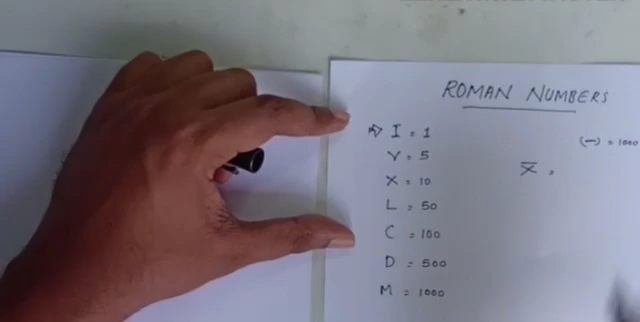 ROMAN NUMBERS
I = 1
V = 5
X = 10
L = 50
C = 100
D = 500
M = 1000
(—) = 1000
X̅ =